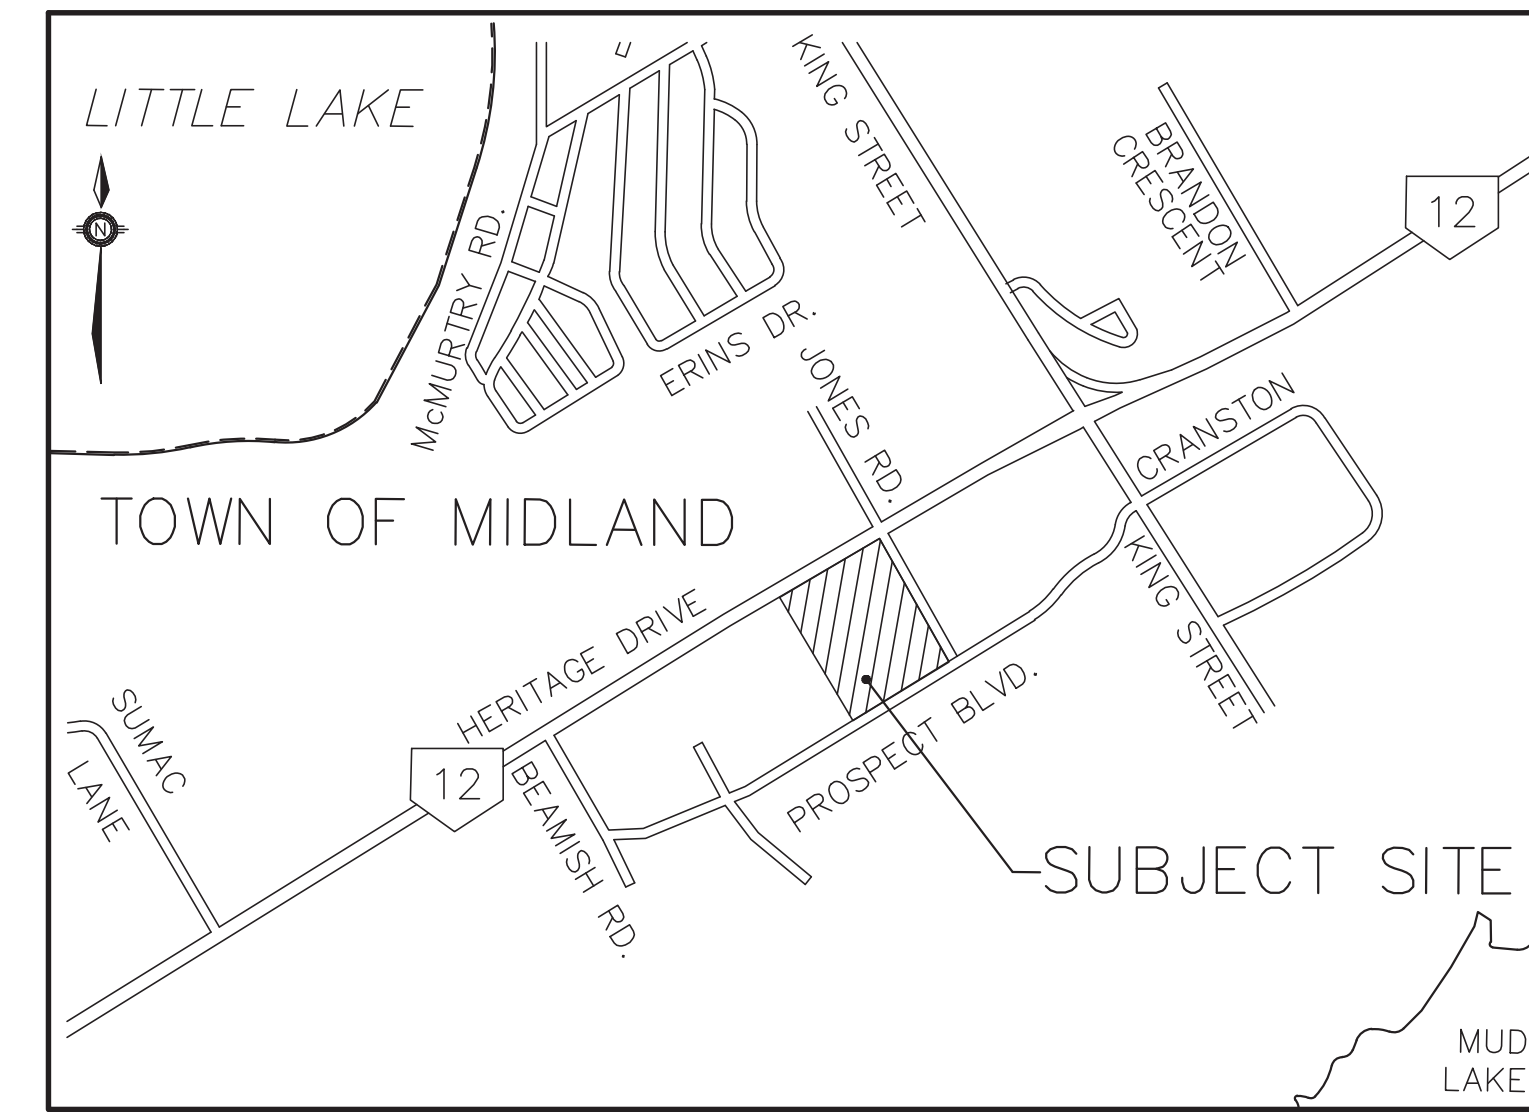 LITTLE LAKE
N
McMURTRY RD.
KING STREET
BRANDON
CRESCENT
12
ERINS DR.
JONES RD.
CRANSTON
TOWN OF MIDLAND
HERITAGE DRIVE
KING STREET
SUMAC
LANE
12
BEAMISH RD.
PROSPECT BLVD.
SUBJECT SITE
MUD
LAKE